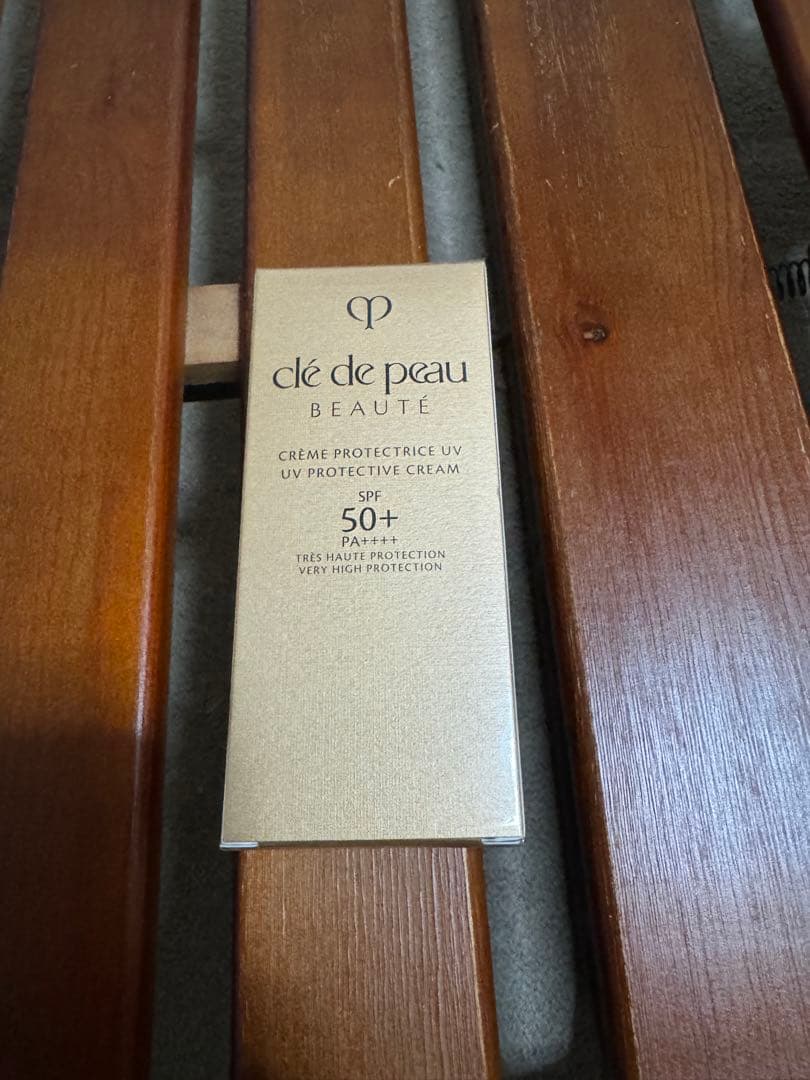 clé de peau
BEAUTÉ
CRÈME PROTECTRICE UV
UV PROTECTIVE CREAM
SPF
50+
PA++++
TRÈS HAUTE PROTECTION
VERY HIGH PROTECTION